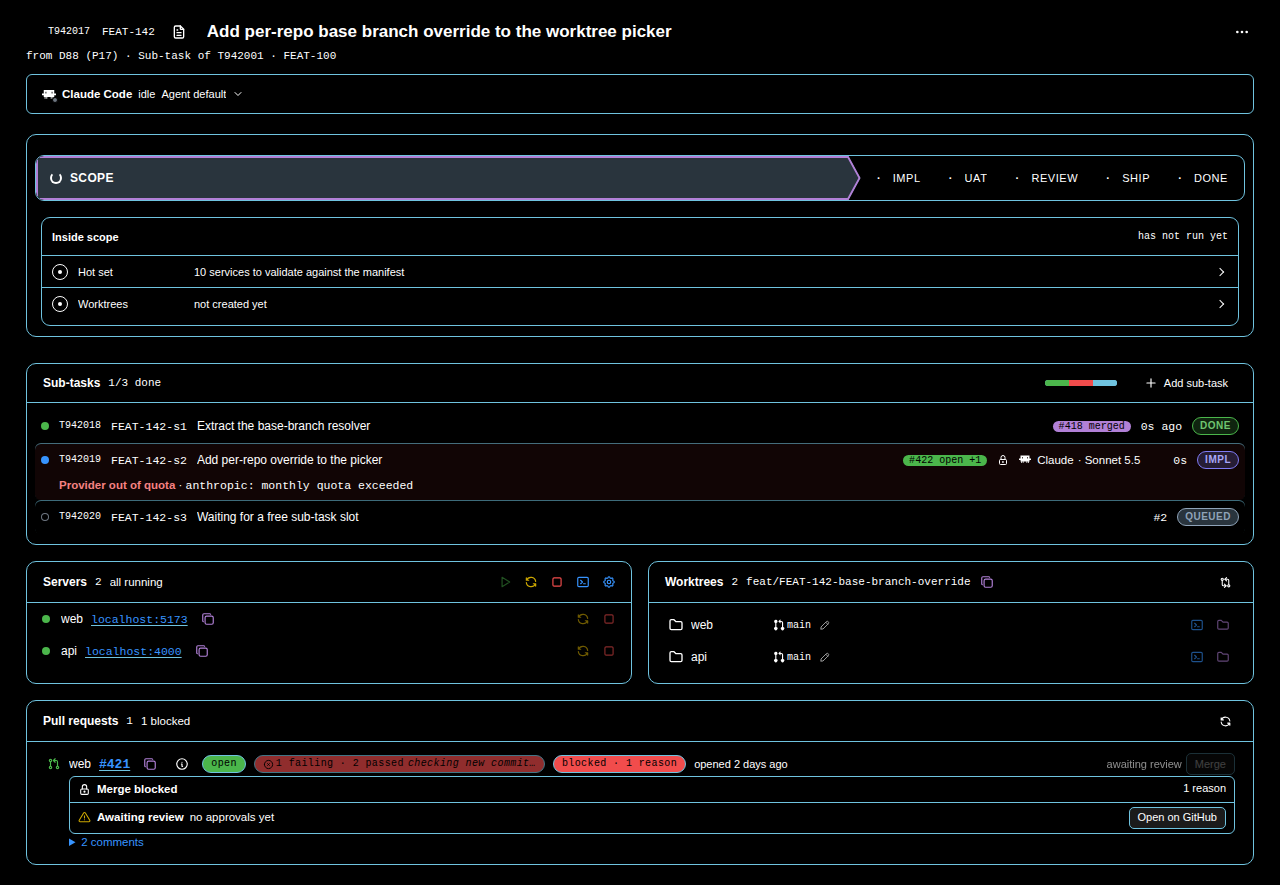 T942017 FEAT-142 Add per-repo base branch override to the worktree picker
from D88 (P17) · Sub-task of T942001 · FEAT-100
Claude Code idle Agent default
SCOPE · IMPL · UAT · REVIEW · SHIP · DONE
Inside scope has not run yet
Hot set 10 services to validate against the manifest
Worktrees not created yet
Sub-tasks 1/3 done Add sub-task
T942018 FEAT-142-s1 Extract the base-branch resolver #418 merged 0s ago DONE
T942019 FEAT-142-s2 Add per-repo override to the picker #422 open +1 Claude · Sonnet 5.5 0s IMPL
Provider out of quota · anthropic: monthly quota exceeded
T942020 FEAT-142-s3 Waiting for a free sub-task slot #2 QUEUED
Servers 2 all running
web localhost:5173
api localhost:4000
Worktrees 2 feat/FEAT-142-base-branch-override
web main
api main
Pull requests 1 1 blocked
web #421 open 1 failing · 2 passed checking new commit… blocked · 1 reason opened 2 days ago awaiting review Merge
Merge blocked 1 reason
Awaiting review no approvals yet Open on GitHub
2 comments